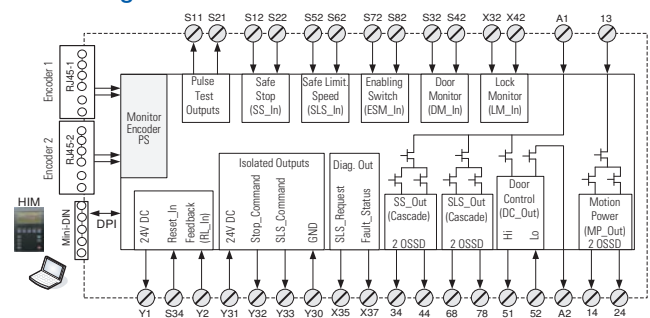 S11 S21 S12 S22 S52 S62 S72 S82 S32 S42 X32 X42 A1 13
Encoder 1
RJ45-1
Encoder 2
RJ45-2
Monitor
Encoder
PS
Pulse
Test
Outputs
Safe
Stop
(SS_In)
Safe Limit.
Speed
(SLS_In)
Enabling
Switch
(ESM_In)
Door
Monitor
(DM_In)
Lock
Monitor
(LM_In)
HIM
Mini-DIN
DPI
24V DC
Reset_In
Feedback
(RL_In)
Isolated Outputs
24V DC
Stop_Command
SLS_Command
GND
Diag. Out
SLS_Request
Fault_Status
SS_Out
(Cascade)
2 OSSD
SLS_Out
(Cascade)
2 OSSD
Door
Control
(DC_Out)
Hi
Lo
Motion
Power
(MP_Out)
2 OSSD
Y1 S34 Y2 Y31 Y32 Y33 Y30 X35 X37 34 44 68 78 51 52 A2 14 24